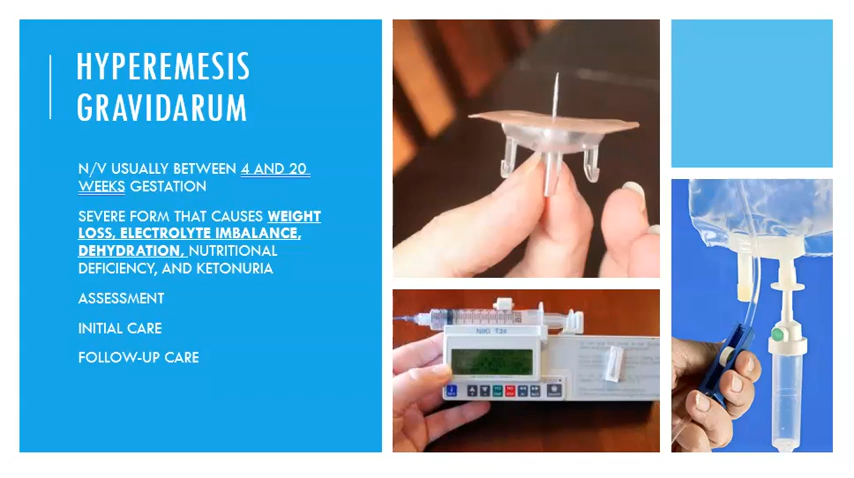 HYPEREMESIS
GRAVIDARUM
N/V USUALLY BETWEEN 4 AND 20
WEEKS GESTATION
SEVERE FORM THAT CAUSES WEIGHT
LOSS, ELECTROLYTE IMBALANCE,
DEHYDRATION, NUTRITIONAL
DEFICIENCY, AND KETONURIA
ASSESSMENT
INITIAL CARE
FOLLOW-UP CARE